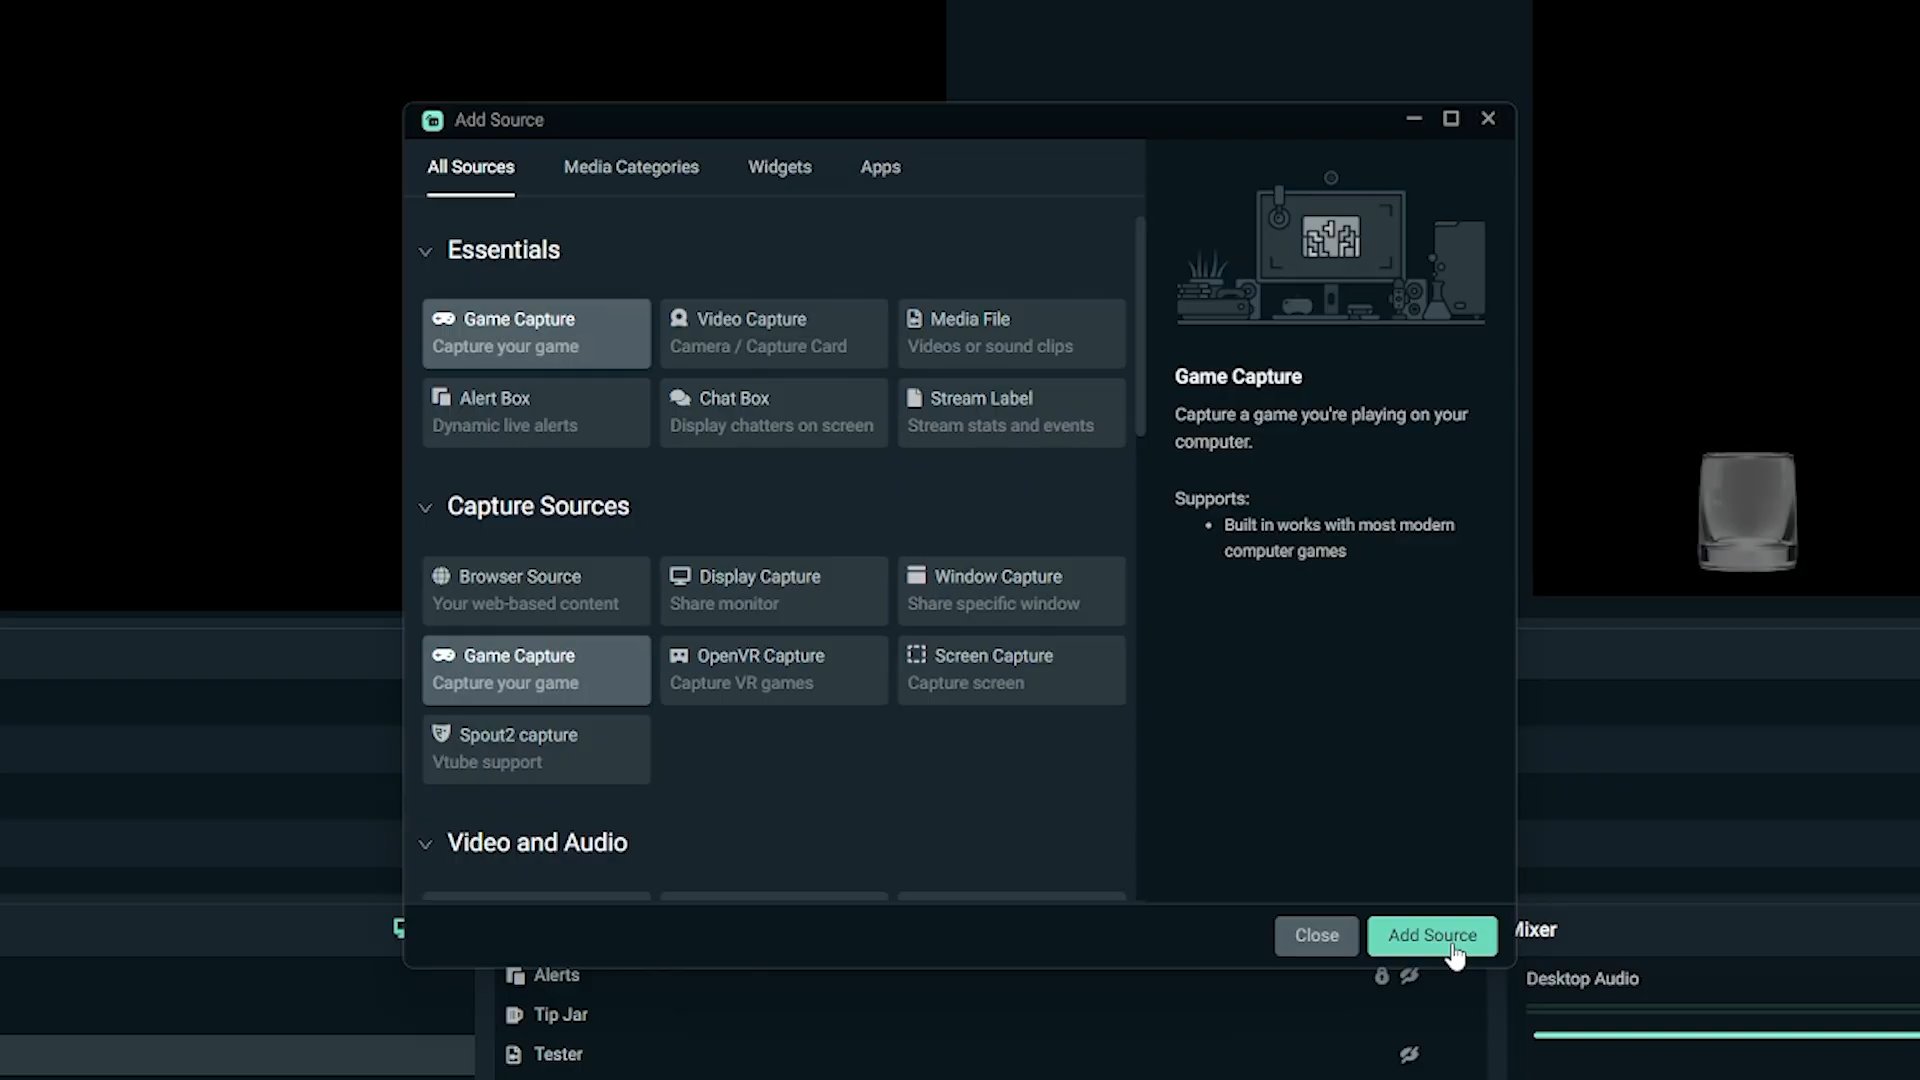 Add Source
All Sources
Media Categories
Widgets
Apps
Essentials
Game Capture
Capture your game
Video Capture
Camera / Capture Card
Media File
Videos or sound clips
Alert Box
Dynamic live alerts
Chat Box
Display chatters on screen
Stream Label
Stream stats and events
Capture Sources
Browser Source
Your web-based content
Display Capture
Share monitor
Window Capture
Share specific window
Game Capture
Capture your game
OpenVR Capture
Capture VR games
Screen Capture
Capture screen
Spout2 capture
Vtube support
Video and Audio
Game Capture
Capture a game you're playing on your
computer.
Supports:
• Built in works with most modern
computer games
Close
Add Source
Mixer
Alerts
Tip Jar
Tester
Desktop Audio